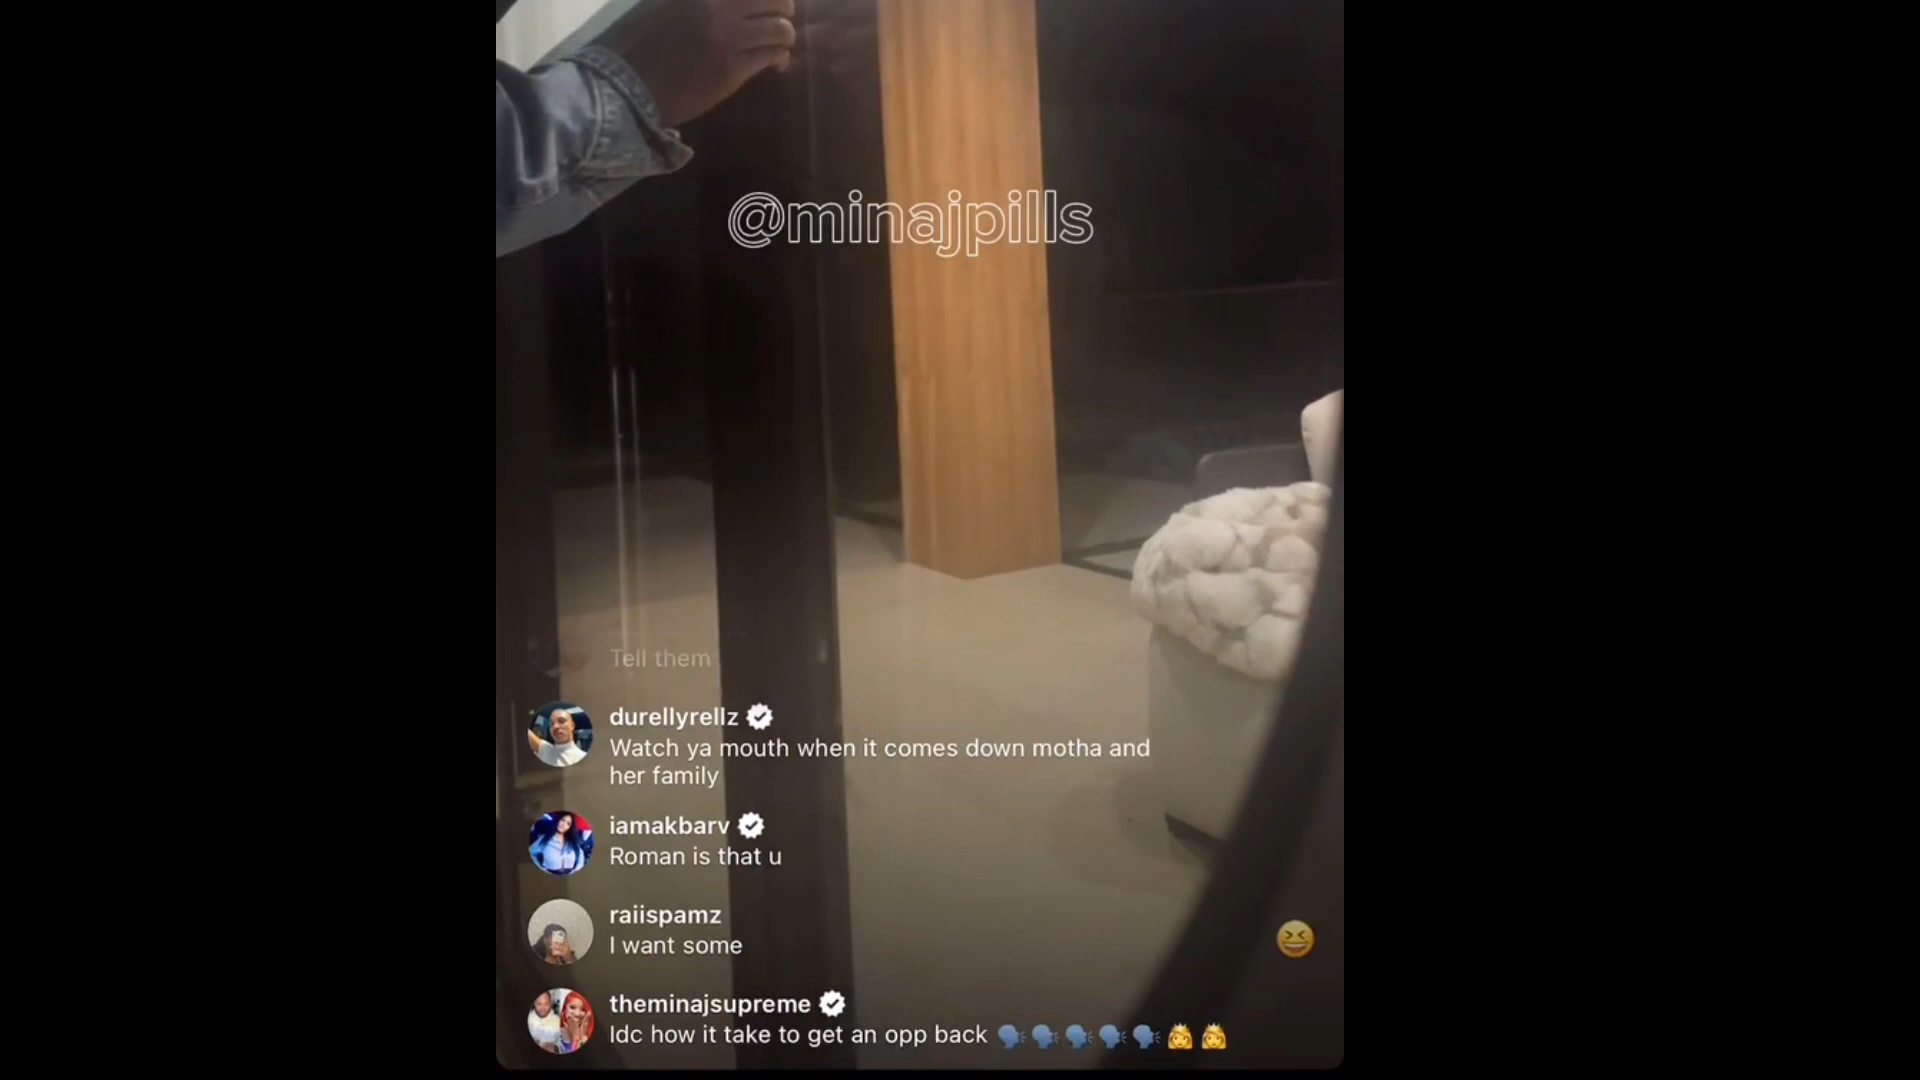 @minajpills
Tell them
durellyrellz
Watch ya mouth when it comes down motha and
her family
iamakbarv
Roman is that u
raiispamz
I want some
theminajsupreme
Idc how it take to get an opp back 🗣️🗣️🗣️🗣️🗣️👸👸